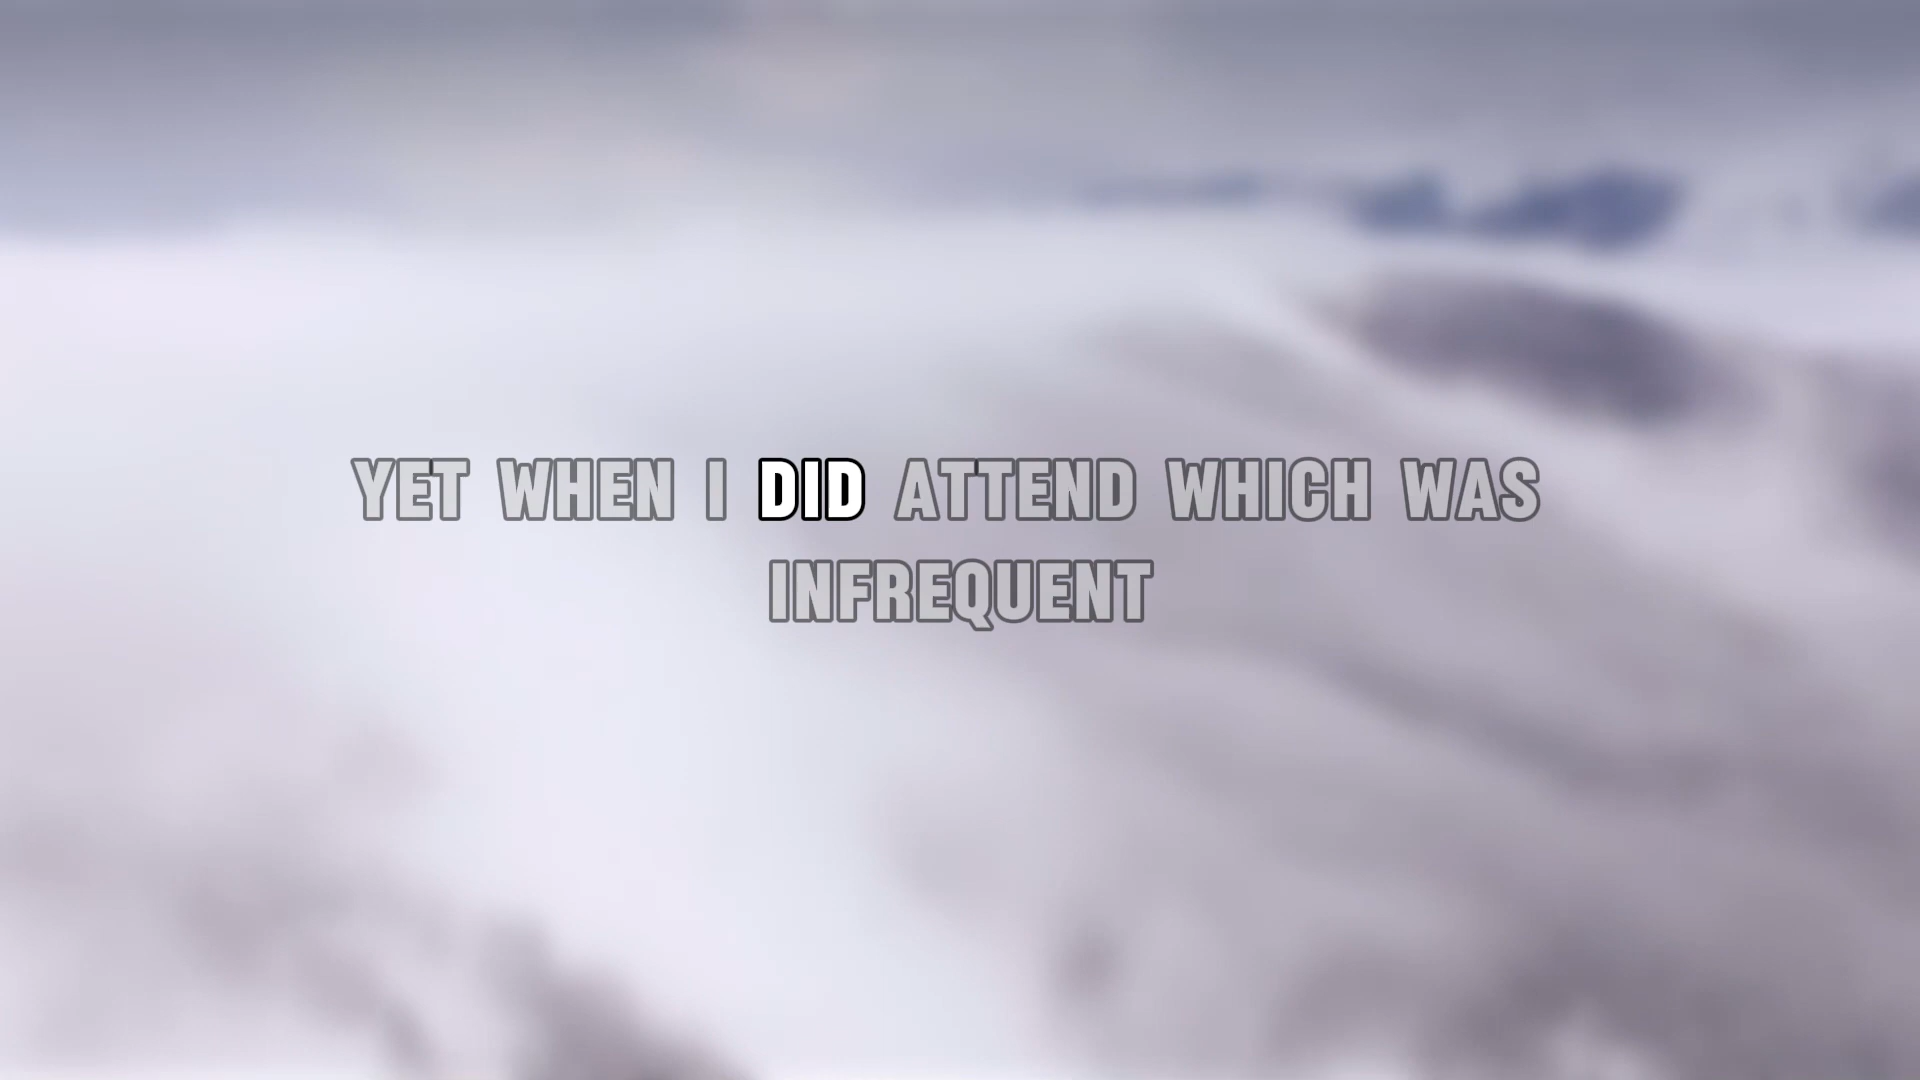 YET WHEN I DID ATTEND WHICH WAS
INFREQUENT